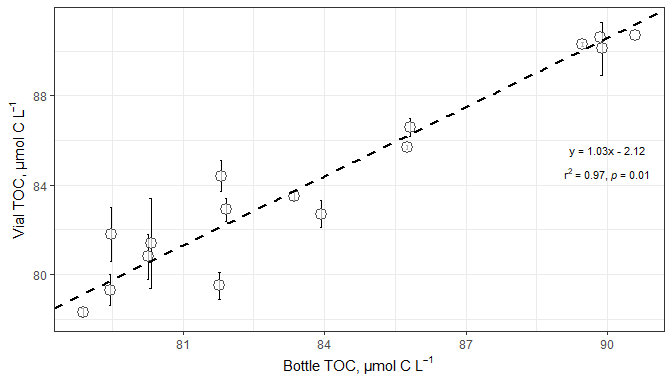 88
84
80
Vial TOC, µmol C L⁻¹
y = 1.03x - 2.12
r² = 0.97, p = 0.01
81 84 87 90
Bottle TOC, µmol C L⁻¹